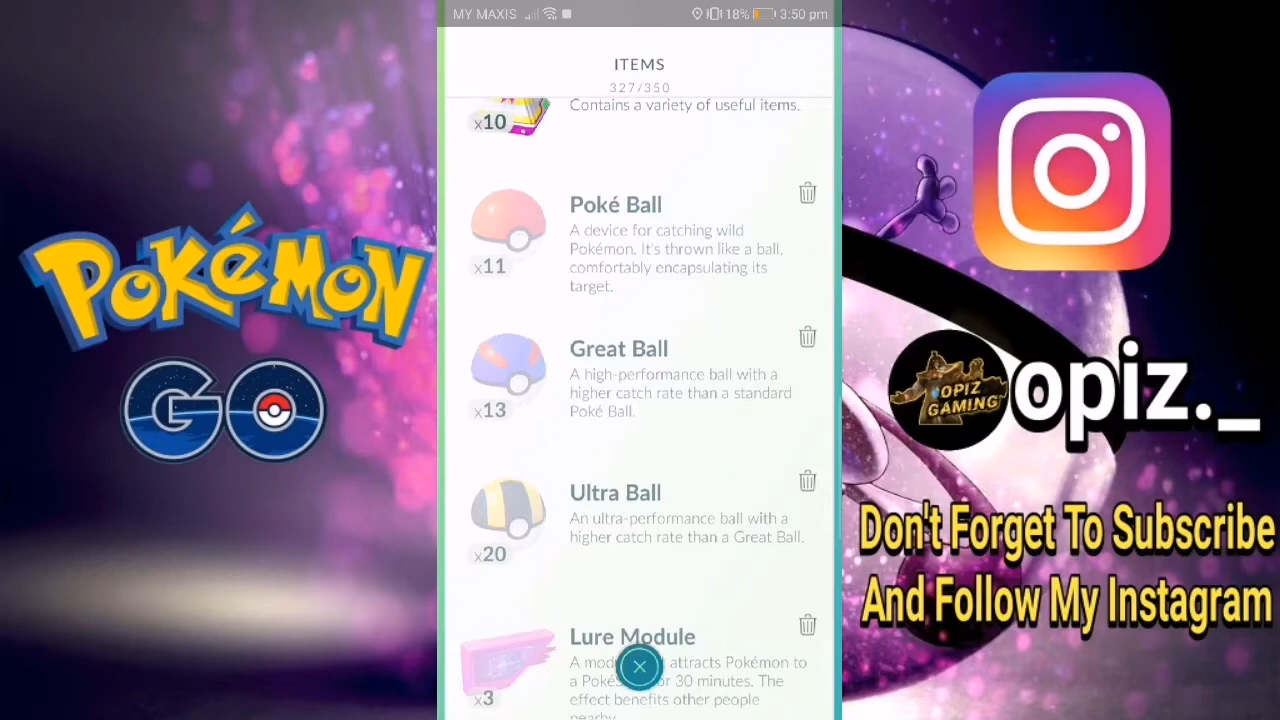 MY MAXIS
18% 3:50 pm
ITEMS
327/350
Contains a variety of useful items.
x10
Poké Ball
A device for catching wild
Pokémon. It's thrown like a ball,
comfortably encapsulating its
target.
x11
Great Ball
A high-performance ball with a
higher catch rate than a standard
Poké Ball.
x13
Ultra Ball
An ultra-performance ball with a
higher catch rate than a Great Ball.
x20
Lure Module
attracts Pokémon to
for 30 minutes. The
effect benefits other people
nearby.
x3
POKéMON
GO
OPIZ
GAMING
opiz._
Don't Forget To Subscribe
And Follow My Instagram